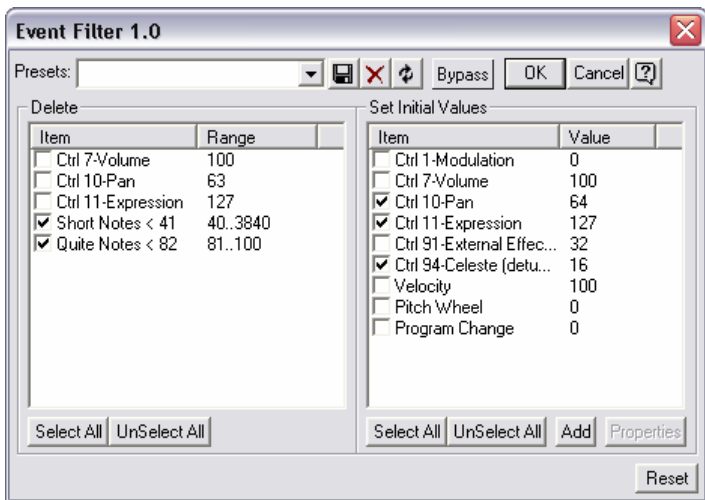 Event Filter 1.0
Presets: Bypass OK Cancel ?
Delete
Item Range
Ctrl 7-Volume 100
Ctrl 10-Pan 63
Ctrl 11-Expression 127
Short Notes < 41 40..3840
Quite Notes < 82 81..100
Select All UnSelect All
Set Initial Values
Item Value
Ctrl 1-Modulation 0
Ctrl 7-Volume 100
Ctrl 10-Pan 64
Ctrl 11-Expression 127
Ctrl 91-External Effec... 32
Ctrl 94-Celeste (detu... 16
Velocity 100
Pitch Wheel 0
Program Change 0
Select All UnSelect All Add Properties
Reset